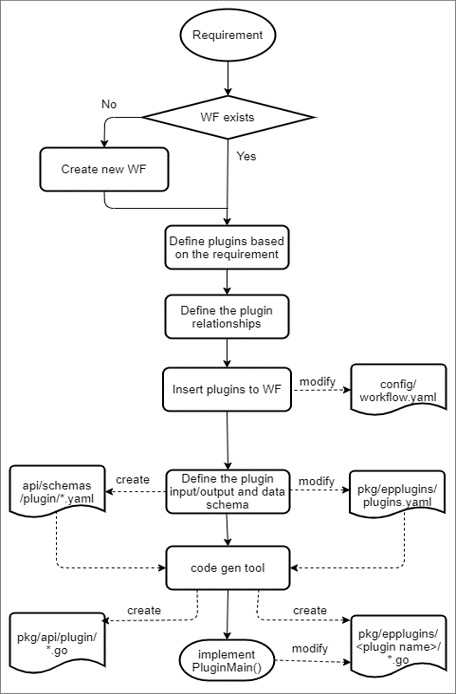 Requirement
No
WF exists
Create new WF
Yes
Define plugins based
on the requirement
Define the plugin
relationships
Insert plugins to WF
modify
config/
workflow.yaml
api/schemas
/plugin/*.yaml
create
Define the plugin
input/output and data
schema
modify
pkg/epplugins/
plugins.yaml
code gen tool
create
create
pkg/api/plugin/
*.go
implement
PluginMain()
modify
pkg/epplugins/
<plugin name>/
*.go